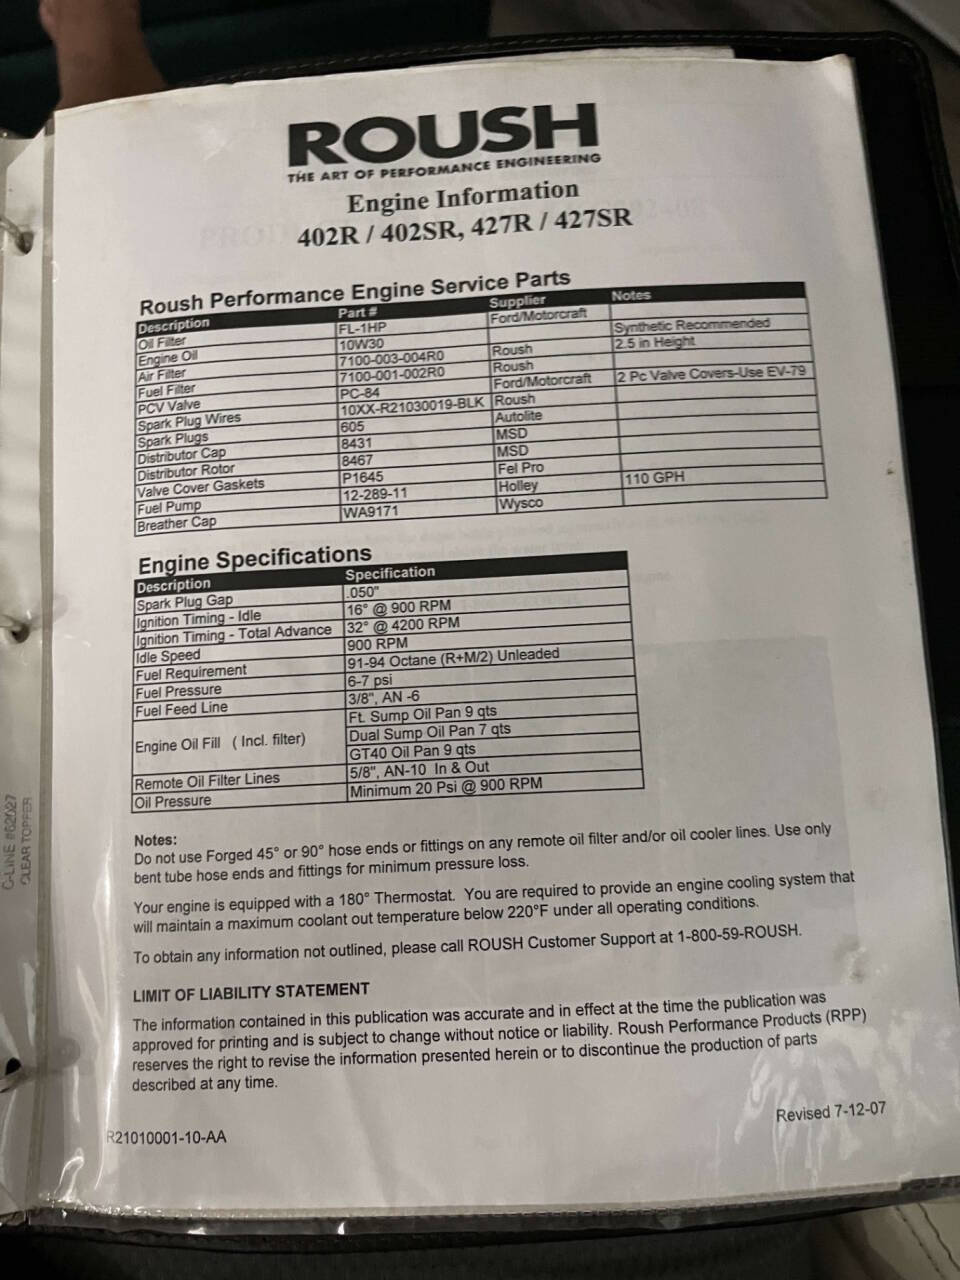 ROUSH
THE ART OF PERFORMANCE ENGINEERING
Engine Information
402R / 402SR, 427R / 427SR
Roush Performance Engine Service Parts
Description Part # Supplier Notes
Oil Filter FL-1HP Ford/Motorcraft
Engine Oil 10W30 Synthetic Recommended
Air Filter 7100-003-004R0 Roush 2.5 in Height
Fuel Filter 7100-001-002R0 Roush
PCV Valve PC-84 Ford/Motorcraft 2 Pc Valve Covers-Use EV-79
Spark Plug Wires 10XX-R21030019-BLK Roush
Spark Plugs 605 Autolite
Distributor Cap 8431 MSD
Distributor Rotor 8467 MSD
Valve Cover Gaskets P1645 Fel Pro
Fuel Pump 12-289-11 Holley 110 GPH
Breather Cap WA9171 Wysco
Engine Specifications
Description Specification
Spark Plug Gap .050"
Ignition Timing - Idle 16° @ 900 RPM
Ignition Timing - Total Advance 32° @ 4200 RPM
Idle Speed 900 RPM
Fuel Requirement 91-94 Octane (R+M/2) Unleaded
Fuel Pressure 6-7 psi
Fuel Feed Line 3/8", AN -6
Engine Oil Fill ( Incl. filter) Ft. Sump Oil Pan 9 qts
Dual Sump Oil Pan 7 qts
GT40 Oil Pan 9 qts
Remote Oil Filter Lines 5/8", AN-10 In & Out
Oil Pressure Minimum 20 Psi @ 900 RPM
Notes:
Do not use Forged 45° or 90° hose ends or fittings on any remote oil filter and/or oil cooler lines. Use only
bent tube hose ends and fittings for minimum pressure loss.
Your engine is equipped with a 180° Thermostat. You are required to provide an engine cooling system that
will maintain a maximum coolant out temperature below 220°F under all operating conditions.
To obtain any information not outlined, please call ROUSH Customer Support at 1-800-59-ROUSH.
LIMIT OF LIABILITY STATEMENT
The information contained in this publication was accurate and in effect at the time the publication was
approved for printing and is subject to change without notice or liability. Roush Performance Products (RPP)
reserves the right to revise the information presented herein or to discontinue the production of parts
described at any time.
R21010001-10-AA
Revised 7-12-07
C-LINE #62027
CLEAR TOPFER